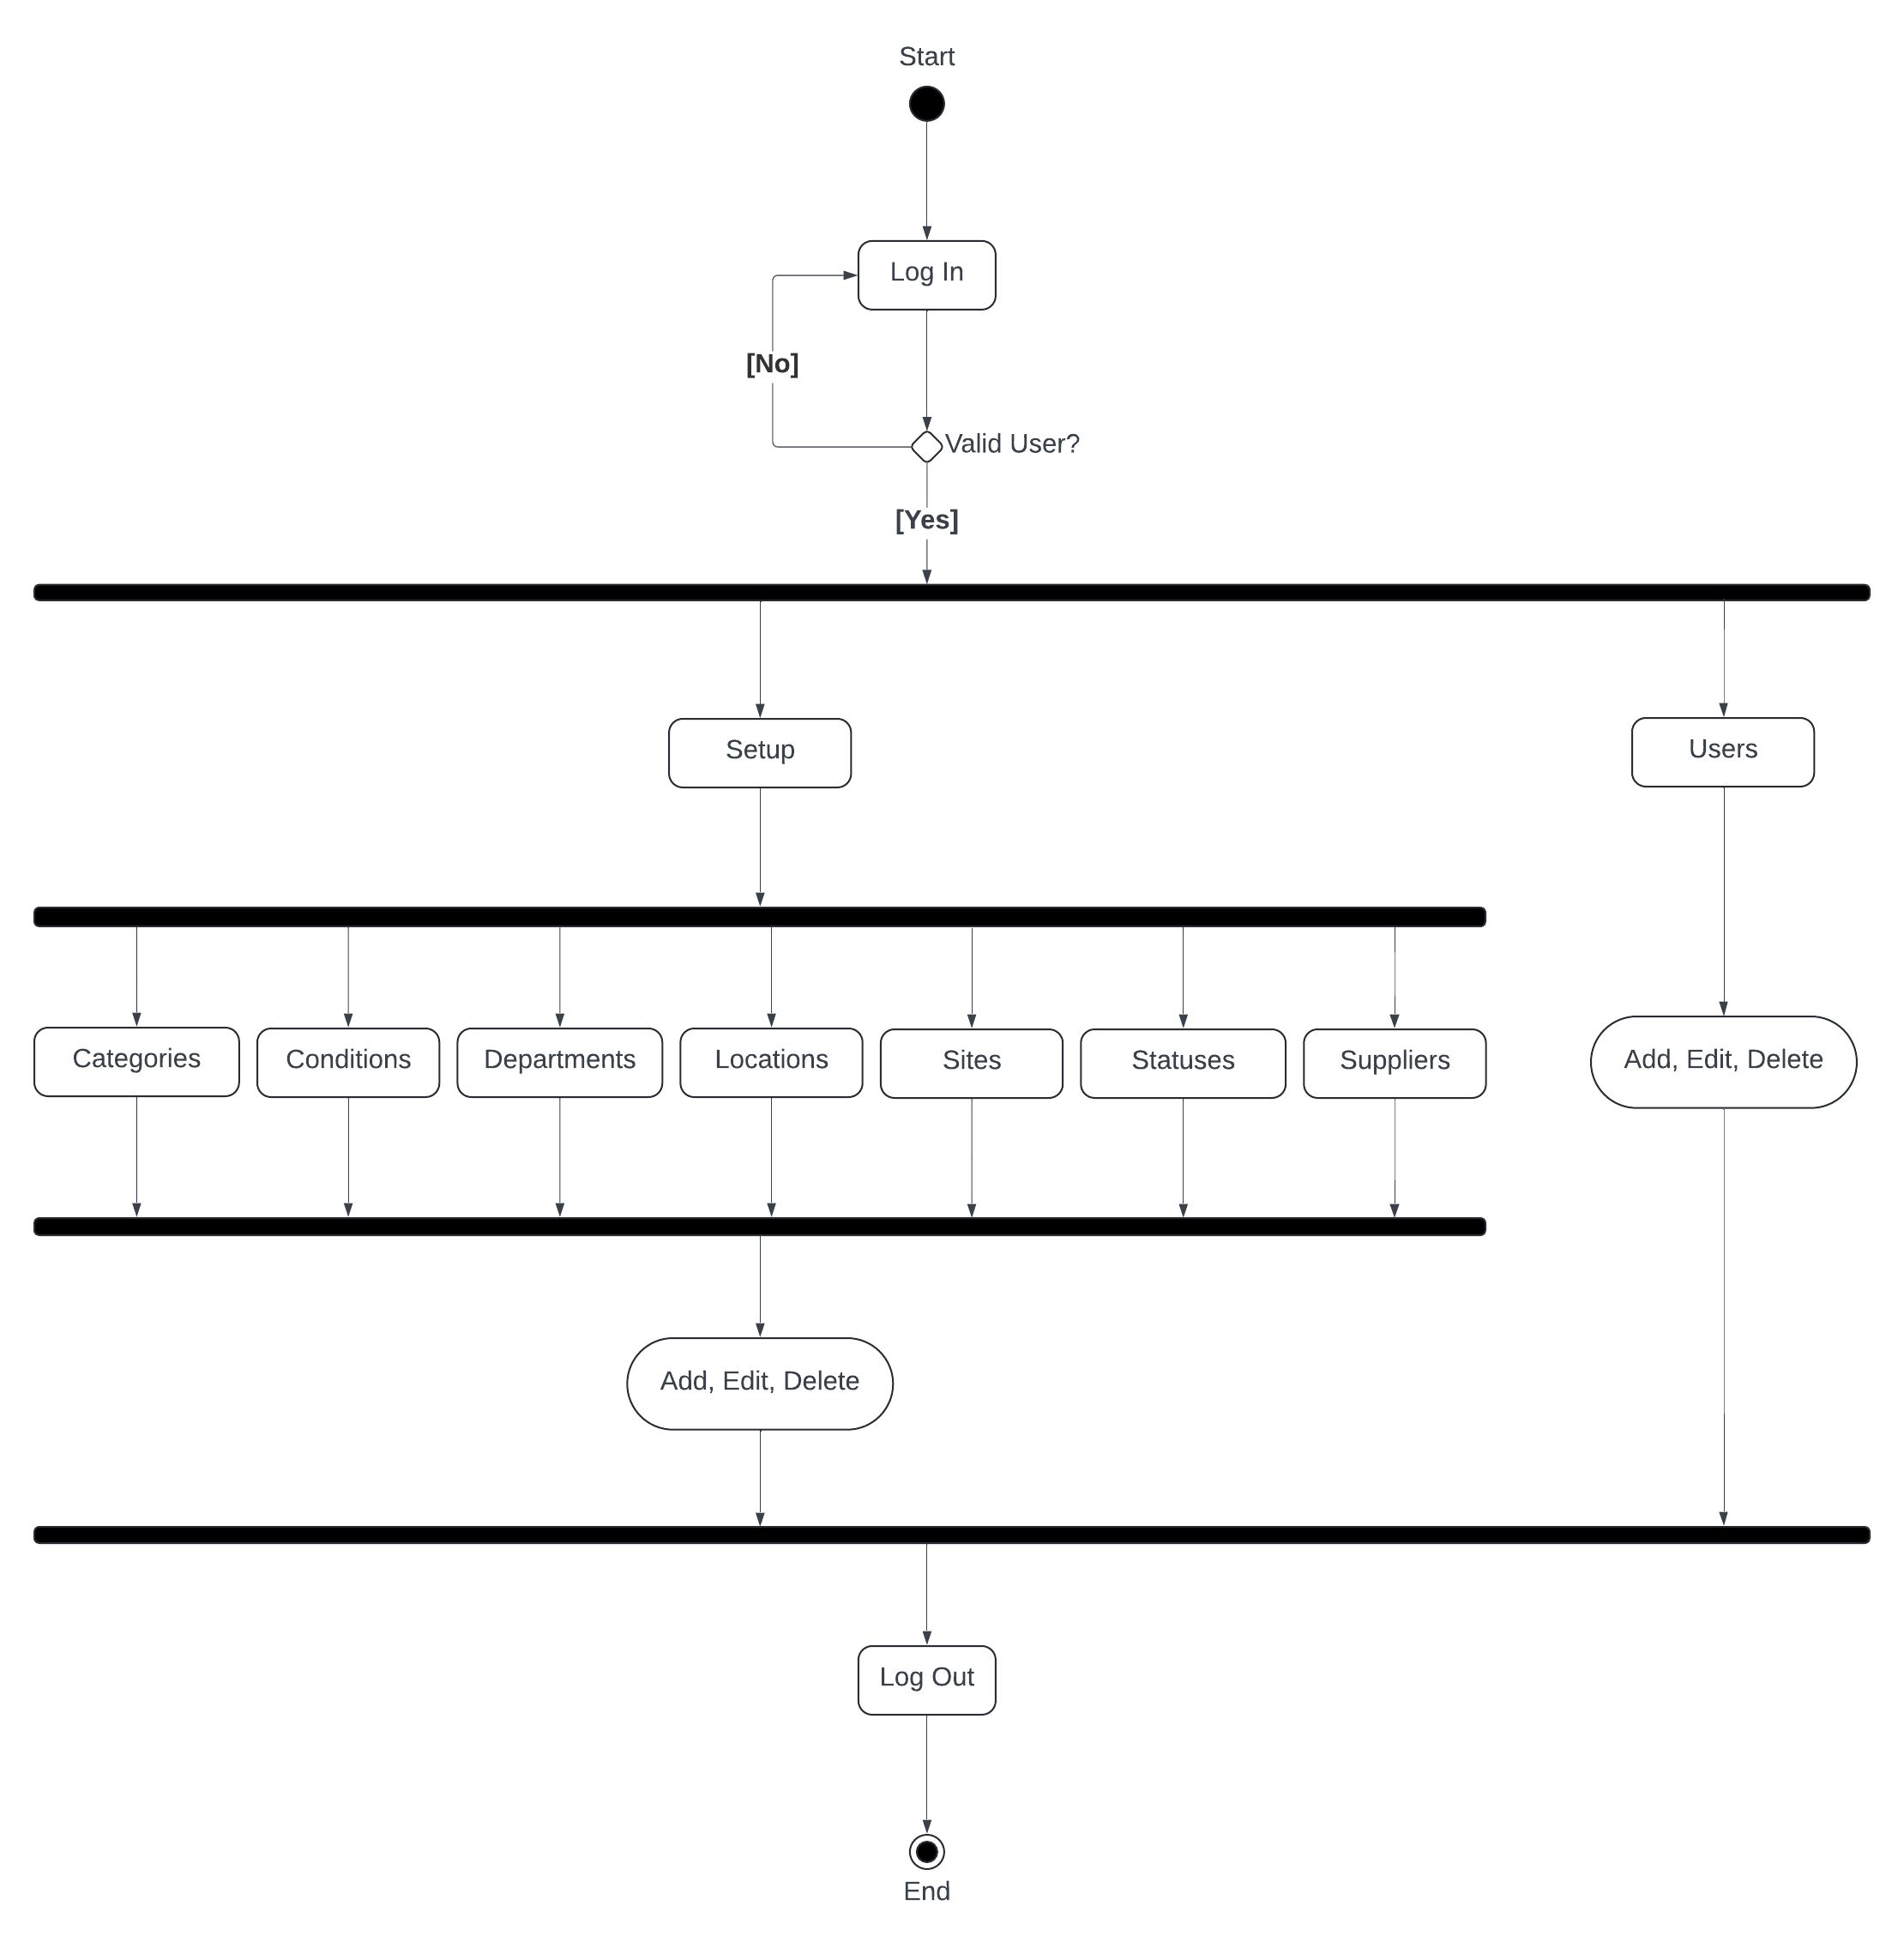 Start
Log In
[No]
Valid User?
[Yes]
Setup
Users
Categories
Conditions
Departments
Locations
Sites
Statuses
Suppliers
Add, Edit, Delete
Add, Edit, Delete
Log Out
End